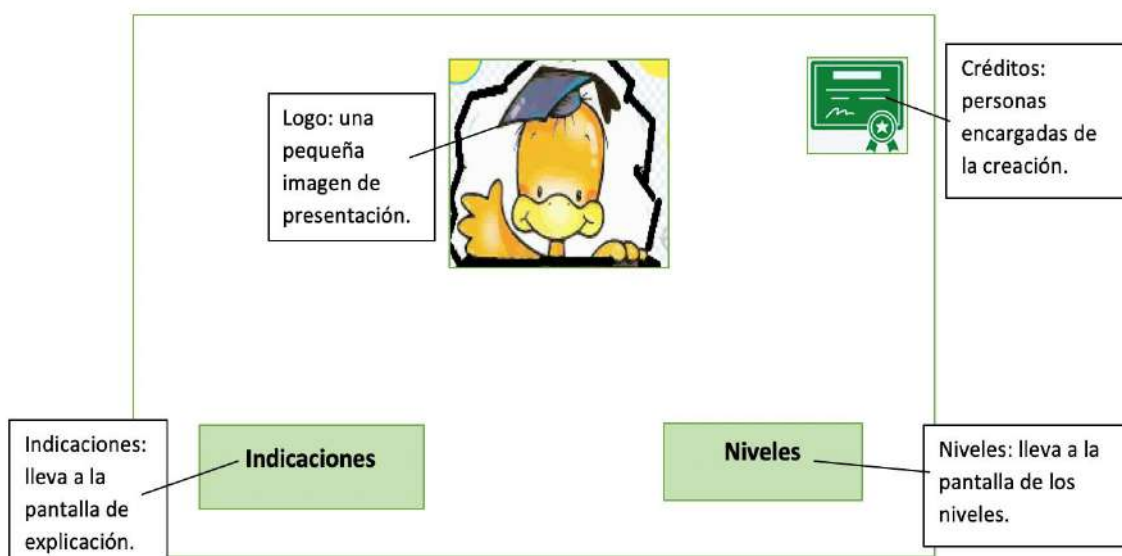 Logo: una
pequeña
imagen de
presentación.
Créditos:
personas
encargadas de
la creación.
Indicaciones:
lleva a la
pantalla de
explicación.
Indicaciones
Niveles
Niveles: lleva a la
pantalla de los
niveles.